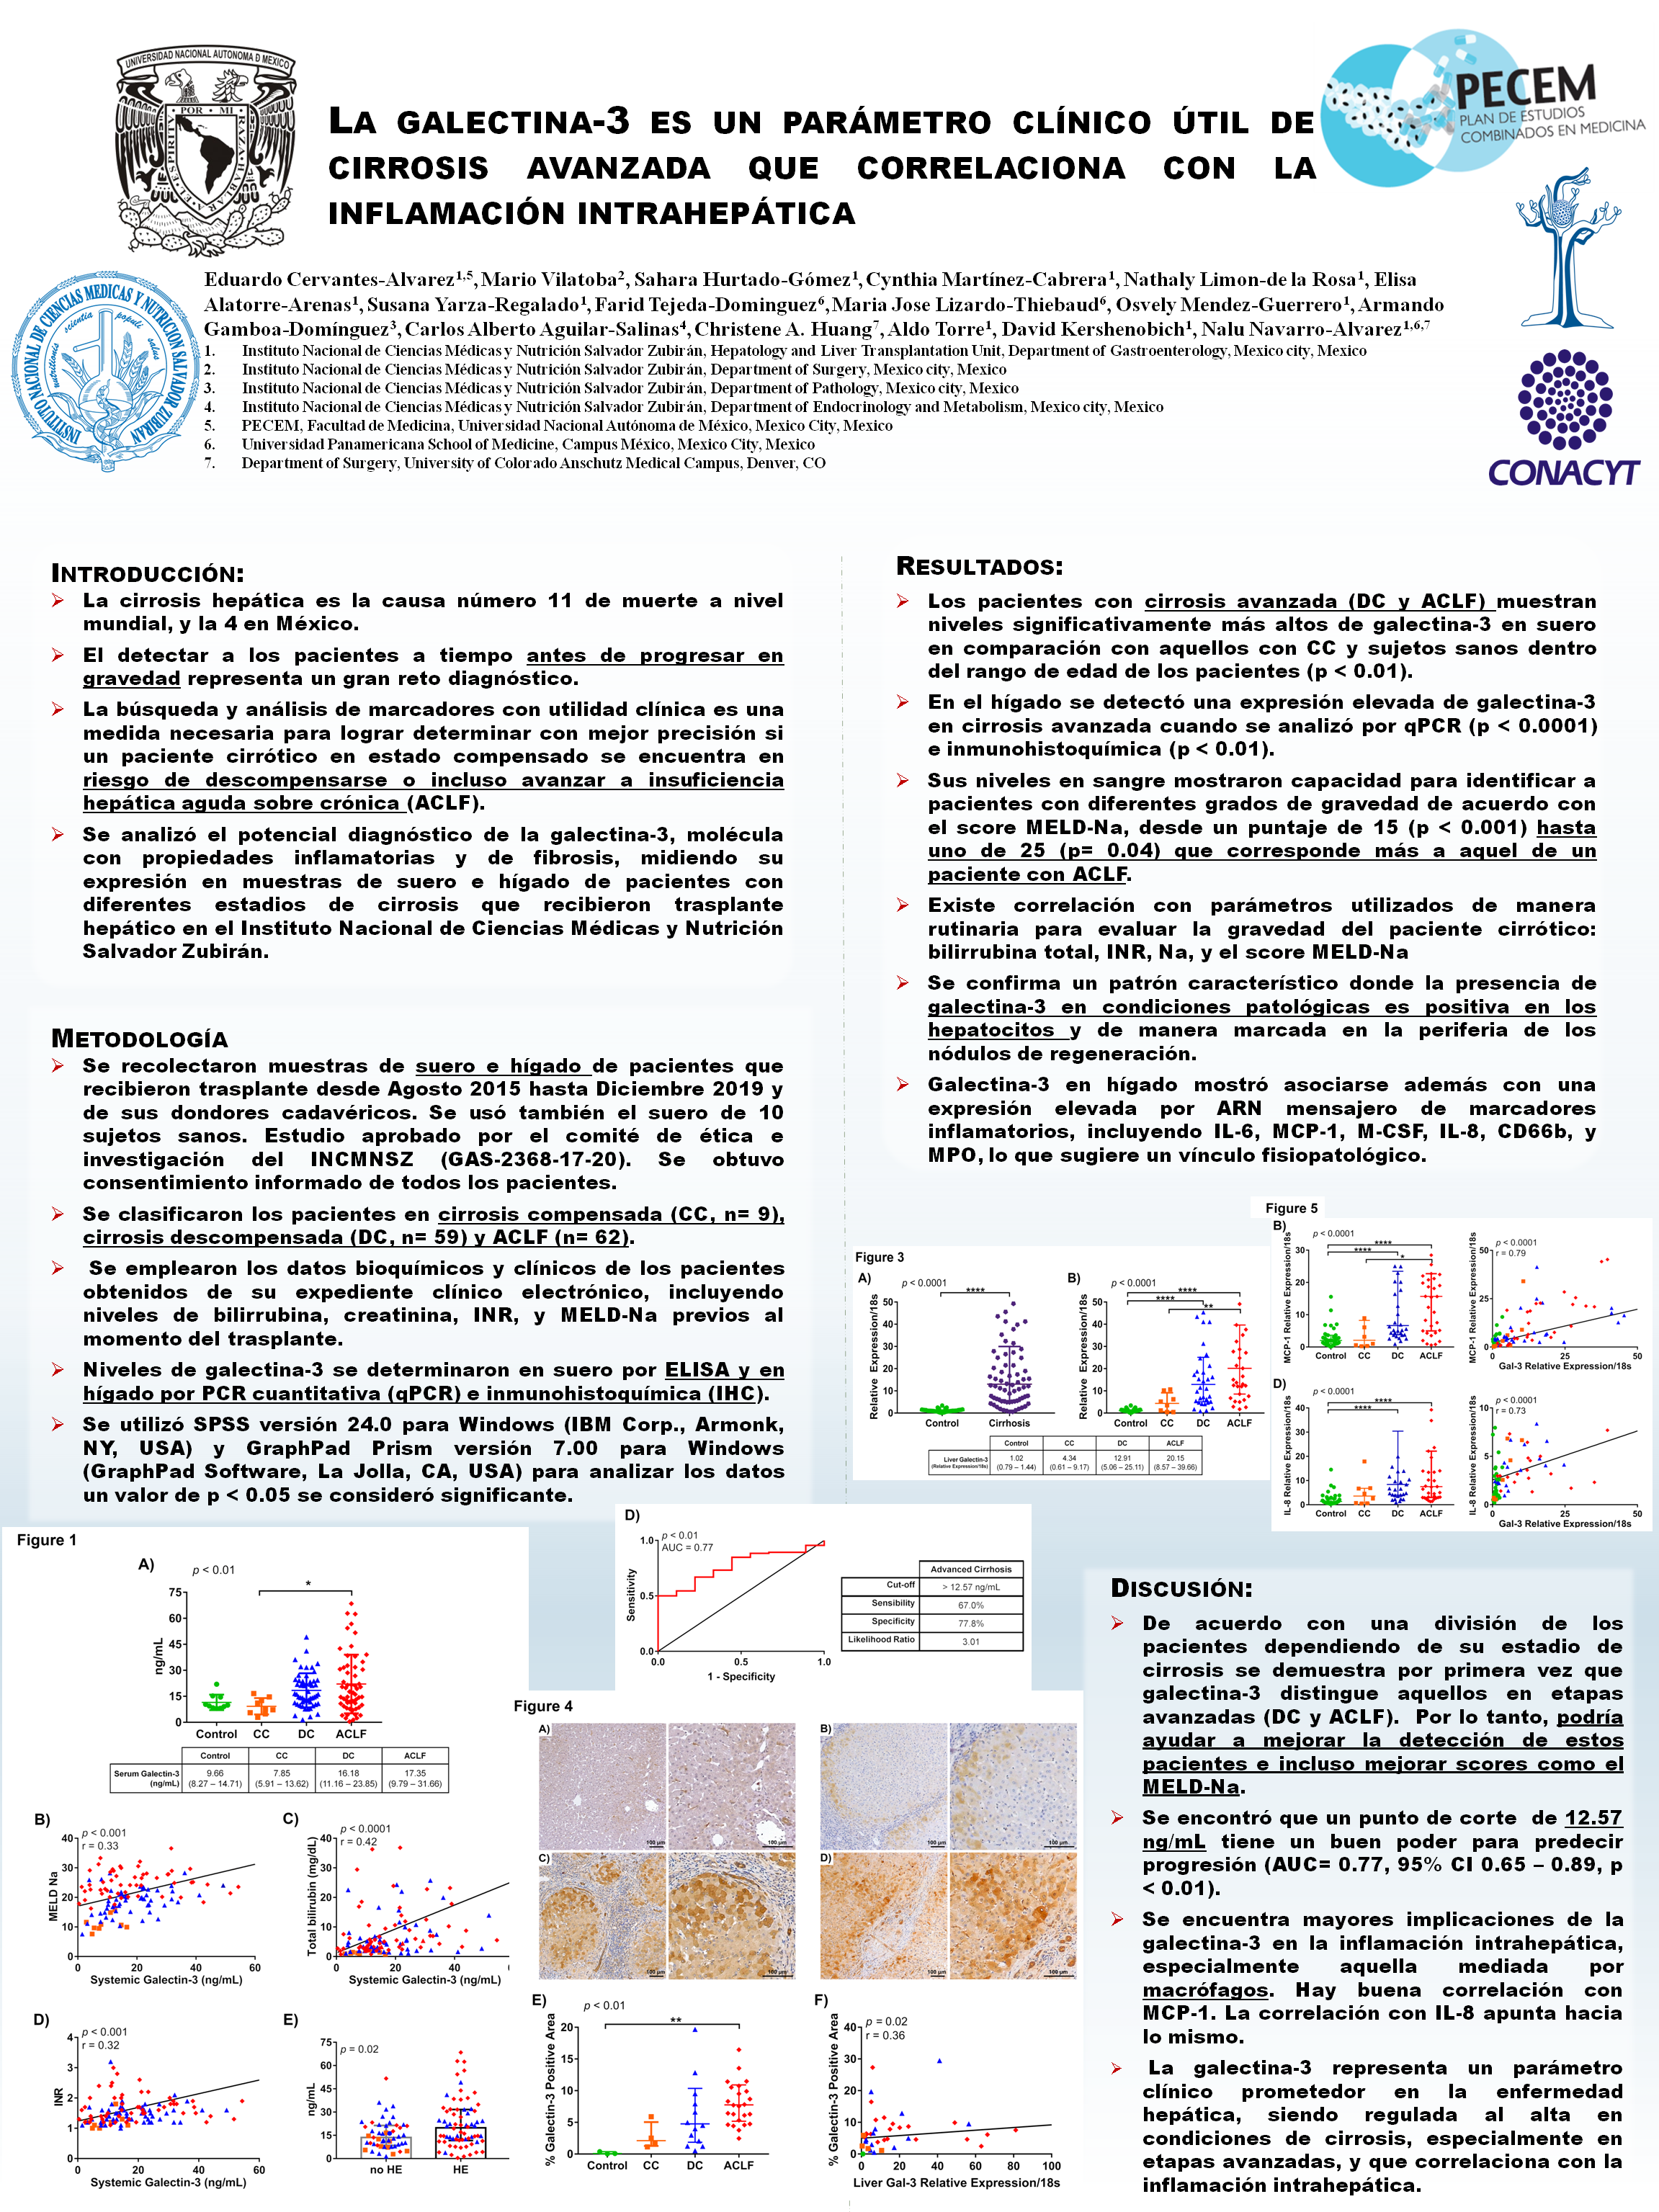 UNIVERSIDAD NACIONAL AUTONOMA D MEXICO
· POR · MI
RAZA · HABLARA ·
EL · ESPIRITU
PECEM
PLAN DE ESTUDIOS
COMBINADOS EN MEDICINA
LA GALECTINA-3 ES UN PARÁMETRO CLÍNICO ÚTIL DE
CIRROSIS AVANZADA QUE CORRELACIONA CON LA
INFLAMACIÓN INTRAHEPÁTICA
INSTITUTO NACIONAL DE CIENCIAS MEDICAS Y NUTRICION SALVADOR ZUBIRAN
scientia populi salus nutritionis
CONACYT
Eduardo Cervantes-Alvarez1,5, Mario Vilatoba2, Sahara Hurtado-Gómez1, Cynthia Martínez-Cabrera1, Nathaly Limon-de la Rosa1, Elisa
Alatorre-Arenas1, Susana Yarza-Regalado1, Farid Tejeda-Dominguez6, Maria Jose Lizardo-Thiebaud6, Osvely Mendez-Guerrero1, Armando
Gamboa-Domínguez3, Carlos Alberto Aguilar-Salinas4, Christene A. Huang7, Aldo Torre1, David Kershenobich1, Nalu Navarro-Alvarez1,6,7
1. Instituto Nacional de Ciencias Médicas y Nutrición Salvador Zubirán, Hepatology and Liver Transplantation Unit, Department of Gastroenterology, Mexico city, Mexico
2. Instituto Nacional de Ciencias Médicas y Nutrición Salvador Zubirán, Department of Surgery, Mexico city, Mexico
3. Instituto Nacional de Ciencias Médicas y Nutrición Salvador Zubirán, Department of Pathology, Mexico city, Mexico
4. Instituto Nacional de Ciencias Médicas y Nutrición Salvador Zubirán, Department of Endocrinology and Metabolism, Mexico city, Mexico
5. PECEM, Facultad de Medicina, Universidad Nacional Autónoma de México, Mexico City, Mexico
6. Universidad Panamericana School of Medicine, Campus México, Mexico City, Mexico
7. Department of Surgery, University of Colorado Anschutz Medical Campus, Denver, CO
INTRODUCCIÓN:
La cirrosis hepática es la causa número 11 de muerte a nivel
mundial, y la 4 en México.
El detectar a los pacientes a tiempo antes de progresar en
gravedad representa un gran reto diagnóstico.
La búsqueda y análisis de marcadores con utilidad clínica es una
medida necesaria para lograr determinar con mejor precisión si
un paciente cirrótico en estado compensado se encuentra en
riesgo de descompensarse o incluso avanzar a insuficiencia
hepática aguda sobre crónica (ACLF).
Se analizó el potencial diagnóstico de la galectina-3, molécula
con propiedades inflamatorias y de fibrosis, midiendo su
expresión en muestras de suero e hígado de pacientes con
diferentes estadios de cirrosis que recibieron trasplante
hepático en el Instituto Nacional de Ciencias Médicas y Nutrición
Salvador Zubirán.
METODOLOGÍA
Se recolectaron muestras de suero e hígado de pacientes que
recibieron trasplante desde Agosto 2015 hasta Diciembre 2019 y
de sus dondores cadavéricos. Se usó también el suero de 10
sujetos sanos. Estudio aprobado por el comité de ética e
investigación del INCMNSZ (GAS-2368-17-20). Se obtuvo
consentimiento informado de todos los pacientes.
Se clasificaron los pacientes en cirrosis compensada (CC, n= 9),
cirrosis descompensada (DC, n= 59) y ACLF (n= 62).
Se emplearon los datos bioquímicos y clínicos de los pacientes
obtenidos de su expediente clínico electrónico, incluyendo
niveles de bilirrubina, creatinina, INR, y MELD-Na previos al
momento del trasplante.
Niveles de galectina-3 se determinaron en suero por ELISA y en
hígado por PCR cuantitativa (qPCR) e inmunohistoquímica (IHC).
Se utilizó SPSS versión 24.0 para Windows (IBM Corp., Armonk,
NY, USA) y GraphPad Prism versión 7.00 para Windows
(GraphPad Software, La Jolla, CA, USA) para analizar los datos
un valor de p < 0.05 se consideró significante.
RESULTADOS:
Los pacientes con cirrosis avanzada (DC y ACLF) muestran
niveles significativamente más altos de galectina-3 en suero
en comparación con aquellos con CC y sujetos sanos dentro
del rango de edad de los pacientes (p < 0.01).
En el hígado se detectó una expresión elevada de galectina-3
en cirrosis avanzada cuando se analizó por qPCR (p < 0.0001)
e inmunohistoquímica (p < 0.01).
Sus niveles en sangre mostraron capacidad para identificar a
pacientes con diferentes grados de gravedad de acuerdo con
el score MELD-Na, desde un puntaje de 15 (p < 0.001) hasta
uno de 25 (p= 0.04) que corresponde más a aquel de un
paciente con ACLF.
Existe correlación con parámetros utilizados de manera
rutinaria para evaluar la gravedad del paciente cirrótico:
bilirrubina total, INR, Na, y el score MELD-Na
Se confirma un patrón característico donde la presencia de
galectina-3 en condiciones patológicas es positiva en los
hepatocitos y de manera marcada en la periferia de los
nódulos de regeneración.
Galectina-3 en hígado mostró asociarse además con una
expresión elevada por ARN mensajero de marcadores
inflamatorios, incluyendo IL-6, MCP-1, M-CSF, IL-8, CD66b, y
MPO, lo que sugiere un vínculo fisiopatológico.
Figure 3
A)
p < 0.0001
****
Relative Expression/18s
50
40
30
20
10
0
Control Cirrhosis
B)
p < 0.0001
****
****
**
Relative Expression/18s
50
40
30
20
10
0
Control CC DC ACLF
Control CC DC ACLF
Liver Galectin-3 1.02 4.34 12.91 20.15
(Relative Expression/18s) (0.79 – 1.44) (0.61 – 9.17) (5.06 – 25.11) (8.57 – 39.66)
Figure 5
B)
p < 0.0001
****
****
*
MCP-1 Relative Expression/18s
30
20
10
0
Control CC DC ACLF
p < 0.0001
r = 0.79
MCP-1 Relative Expression/18s
50
25
0
0 25 50
Gal-3 Relative Expression/18s
D)
p < 0.0001
****
****
IL-8 Relative Expression/18s
40
30
20
10
0
Control CC DC ACLF
p < 0.0001
r = 0.73
IL-8 Relative Expression/18s
10
5
0
0 25 50
Gal-3 Relative Expression/18s
Figure 1
A)
p < 0.01
*
ng/mL
75
60
45
30
15
0
Control CC DC ACLF
Control CC DC ACLF
Serum Galectin-3 9.66 7.85 16.18 17.35
(ng/mL) (8.27 – 14.71) (5.91 – 13.62) (11.16 – 23.85) (9.79 – 31.66)
B)
p < 0.001
r = 0.33
MELD Na
40
30
20
10
0
0 20 40 60
Systemic Galectin-3 (ng/mL)
C)
p < 0.0001
r = 0.42
Total bilirubin (mg/dL)
40
30
20
10
0
0 20 40
Systemic Galectin-3 (ng/mL)
D)
p < 0.001
r = 0.32
INR
4
3
2
1
0
0 20 40 60
Systemic Galectin-3 (ng/mL)
E)
p = 0.02
ng/mL
75
60
45
30
15
0
no HE HE
D)
p < 0.01
AUC = 0.77
Sensitivity
1.0
0.5
0.0
0.0 0.5 1.0
1 - Specificity
Advanced Cirrhosis
Cut-off > 12.57 ng/mL
Sensibility 67.0%
Specificity 77.8%
Likelihood Ratio 3.01
Figure 4
A)
100 µm 100 µm
B)
100 µm 100 µm
C)
100 µm 100 µm
D)
100 µm 100 µm
E)
p < 0.01
**
% Galectin-3 Positive Area
20
15
10
5
0
Control CC DC ACLF
F)
p = 0.02
r = 0.36
% Galectin-3 Positive Area
40
30
20
10
0
0 20 40 60 80 100
Liver Gal-3 Relative Expression/18s
DISCUSIÓN:
De acuerdo con una división de los
pacientes dependiendo de su estadio de
cirrosis se demuestra por primera vez que
galectina-3 distingue aquellos en etapas
avanzadas (DC y ACLF). Por lo tanto, podría
ayudar a mejorar la detección de estos
pacientes e incluso mejorar scores como el
MELD-Na.
Se encontró que un punto de corte de 12.57
ng/mL tiene un buen poder para predecir
progresión (AUC= 0.77, 95% CI 0.65 – 0.89, p
< 0.01).
Se encuentra mayores implicaciones de la
galectina-3 en la inflamación intrahepática,
especialmente aquella mediada por
macrófagos. Hay buena correlación con
MCP-1. La correlación con IL-8 apunta hacia
lo mismo.
La galectina-3 representa un parámetro
clínico prometedor en la enfermedad
hepática, siendo regulada al alta en
condiciones de cirrosis, especialmente en
etapas avanzadas, y que correlaciona con la
inflamación intrahepática.